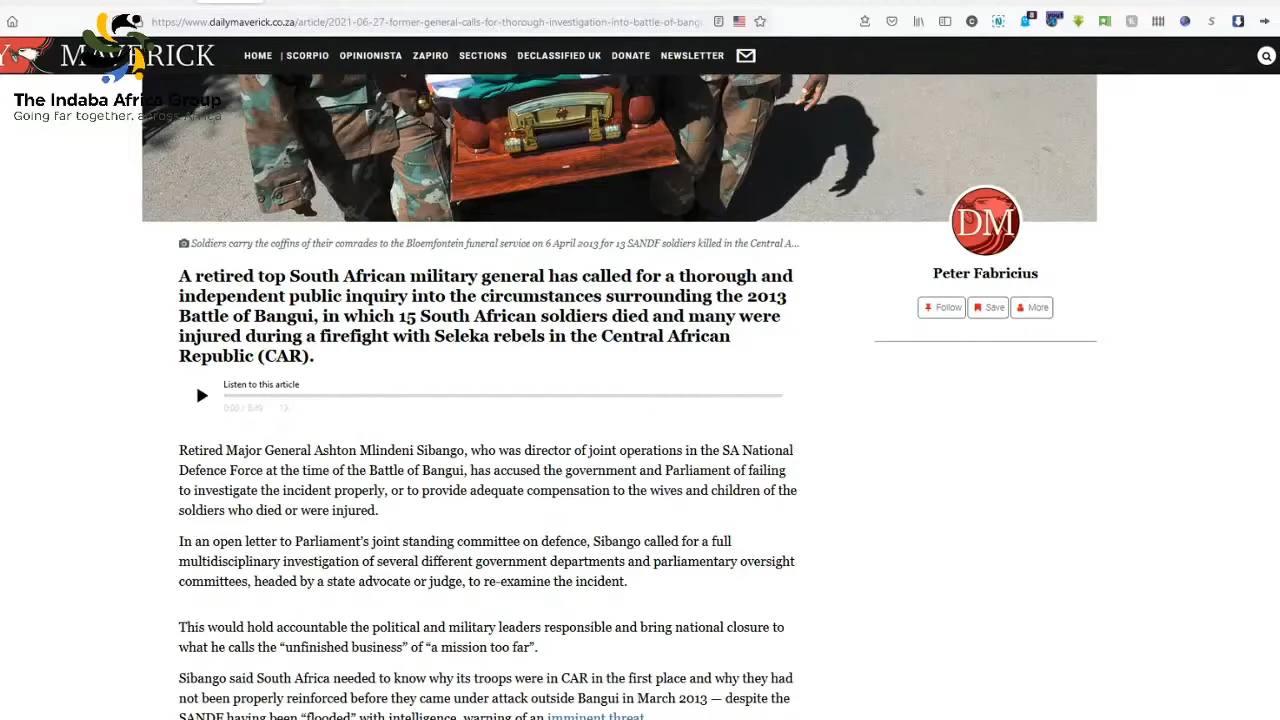 https://www.dailymaverick.co.za/article/2021-06-27-former-general-calls-for-thorough-investigation-into-battle-of-bangu
MAVERICK
HOME | SCORPIO OPINIONISTA ZAPIRO SECTIONS DECLASSIFIED UK DONATE NEWSLETTER
The Indaba Africa Group
Going far together, across Africa
DM
Soldiers carry the coffins of their comrades to the Bloemfontein funeral service on 6 April 2013 for 13 SANDF soldiers killed in the Central A...
Peter Fabricius
Follow Save More
A retired top South African military general has called for a thorough and
independent public inquiry into the circumstances surrounding the 2013
Battle of Bangui, in which 15 South African soldiers died and many were
injured during a firefight with Seleka rebels in the Central African
Republic (CAR).
Listen to this article
Retired Major General Ashton Mlindeni Sibango, who was director of joint operations in the SA National
Defence Force at the time of the Battle of Bangui, has accused the government and Parliament of failing
to investigate the incident properly, or to provide adequate compensation to the wives and children of the
soldiers who died or were injured.
In an open letter to Parliament's joint standing committee on defence, Sibango called for a full
multidisciplinary investigation of several different government departments and parliamentary oversight
committees, headed by a state advocate or judge, to re-examine the incident.
This would hold accountable the political and military leaders responsible and bring national closure to
what he calls the “unfinished business” of “a mission too far”.
Sibango said South Africa needed to know why its troops were in CAR in the first place and why they had
not been properly reinforced before they came under attack outside Bangui in March 2013 — despite the
SANDF having been “flooded” with intelligence, warning of an imminent threat